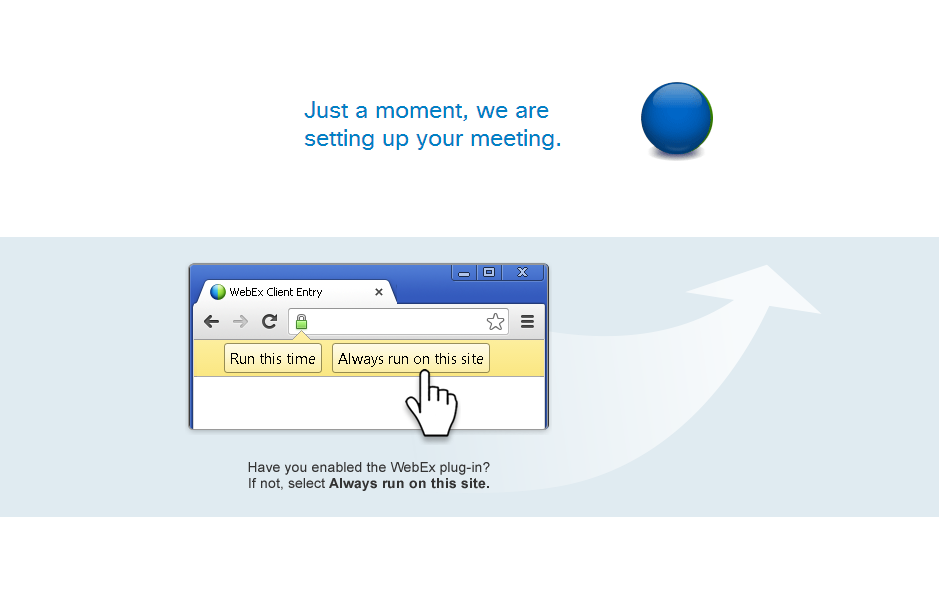 Just a moment, we are
setting up your meeting.
WebEx Client Entry
Run this time
Always run on this site
Have you enabled the WebEx plug-in?
If not, select Always run on this site.